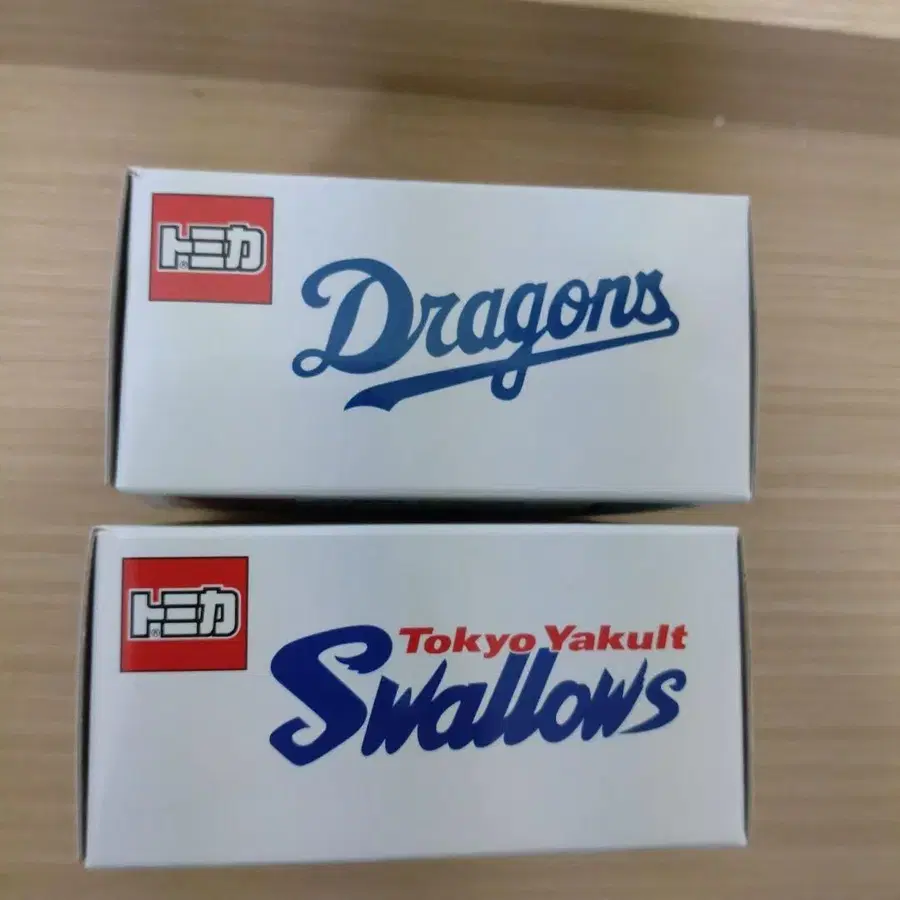 トミカ
Dragons
トミカ
Tokyo Yakult
Swallows